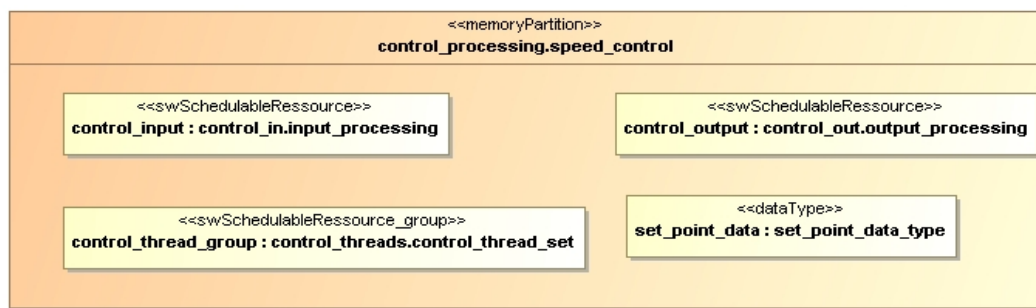 <<memoryPartition>>
control_processing.speed_control
<<swSchedulableRessource>>
control_input : control_in.input_processing
<<swSchedulableRessource>>
control_output : control_out.output_processing
<<swSchedulableRessource_group>>
control_thread_group : control_threads.control_thread_set
<<dataType>>
set_point_data : set_point_data_type